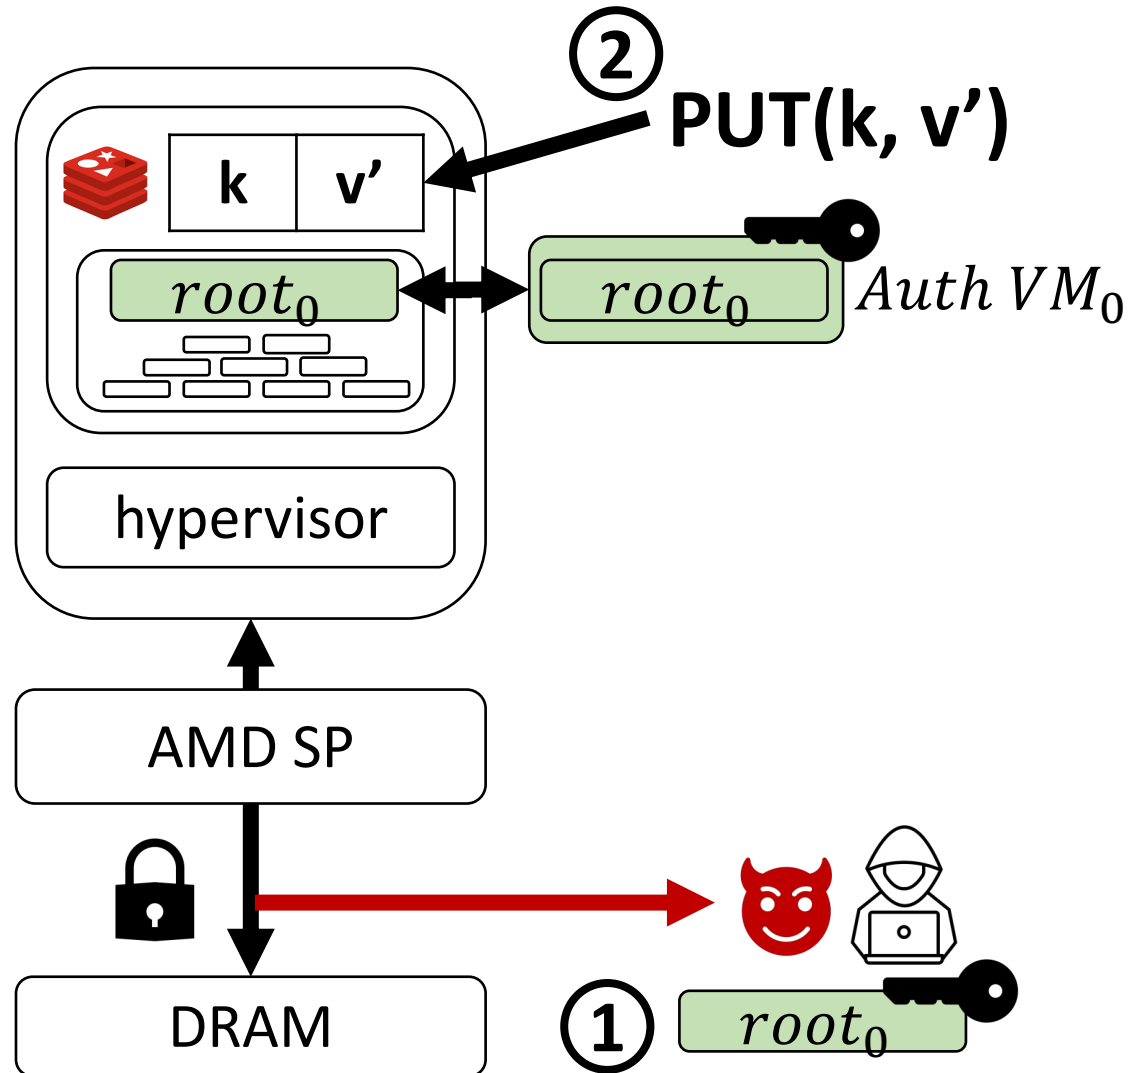 2
PUT(k, v’)
k v’
root₀
root₀
Auth VM₀
hypervisor
AMD SP
DRAM
1
root₀